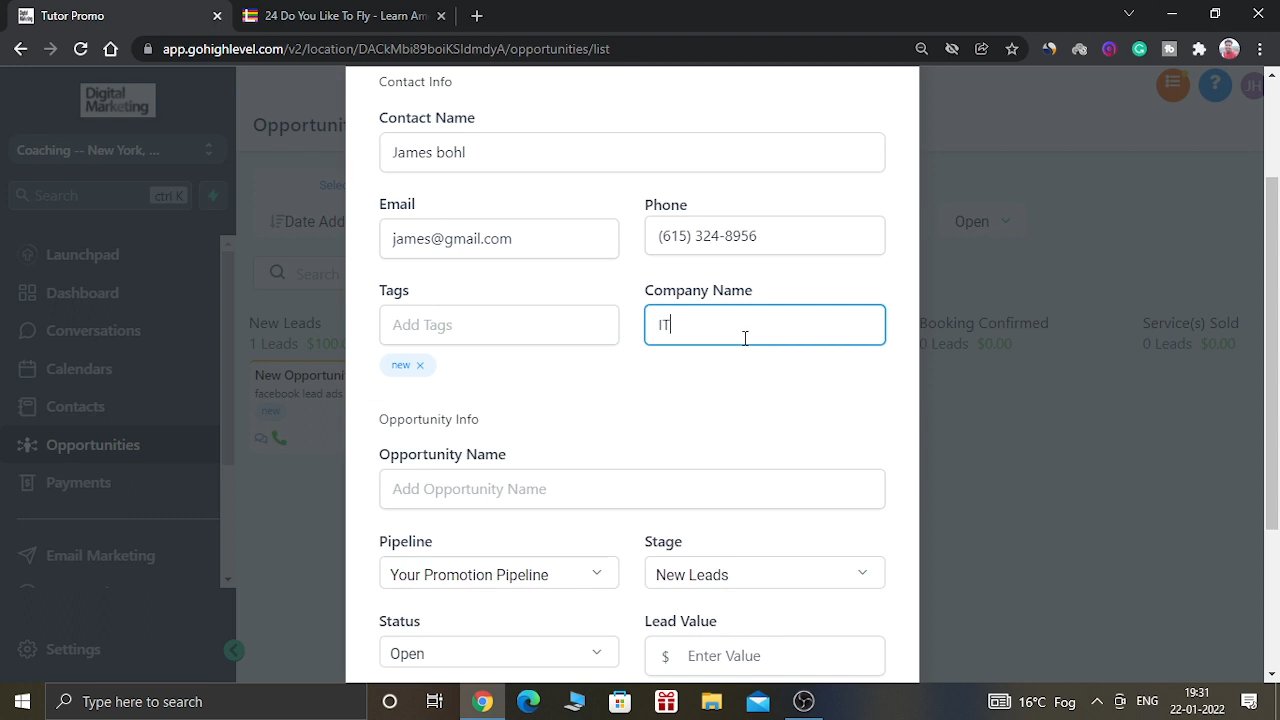 Tutor Promo
24 Do You Like To Fly - Learn Am
app.gohighlevel.com/v2/location/DACkMbi89boiKSIdmdyA/opportunities/list
Digital
Marketing
Coaching -- New York, ...
Search
ctrl K
Launchpad
Dashboard
Conversations
Calendars
Contacts
Opportunities
Payments
Email Marketing
Settings
Opportuni
Date Add
Search
New Leads
1 Leads $100.
New Opportuni
facebook lead ads
new
Contact Info
Contact Name
James bohl
Email
Phone
james@gmail.com
(615) 324-8956
Tags
Company Name
Add Tags
IT
new
Opportunity Info
Opportunity Name
Add Opportunity Name
Pipeline
Stage
Your Promotion Pipeline
New Leads
Status
Lead Value
Open
$ Enter Value
JH
Open
Booking Confirmed
0 Leads $0.00
Service(s) Sold
0 Leads $0.00
Type here to search
16°C Fog
ENG
19:31
22-01-2022